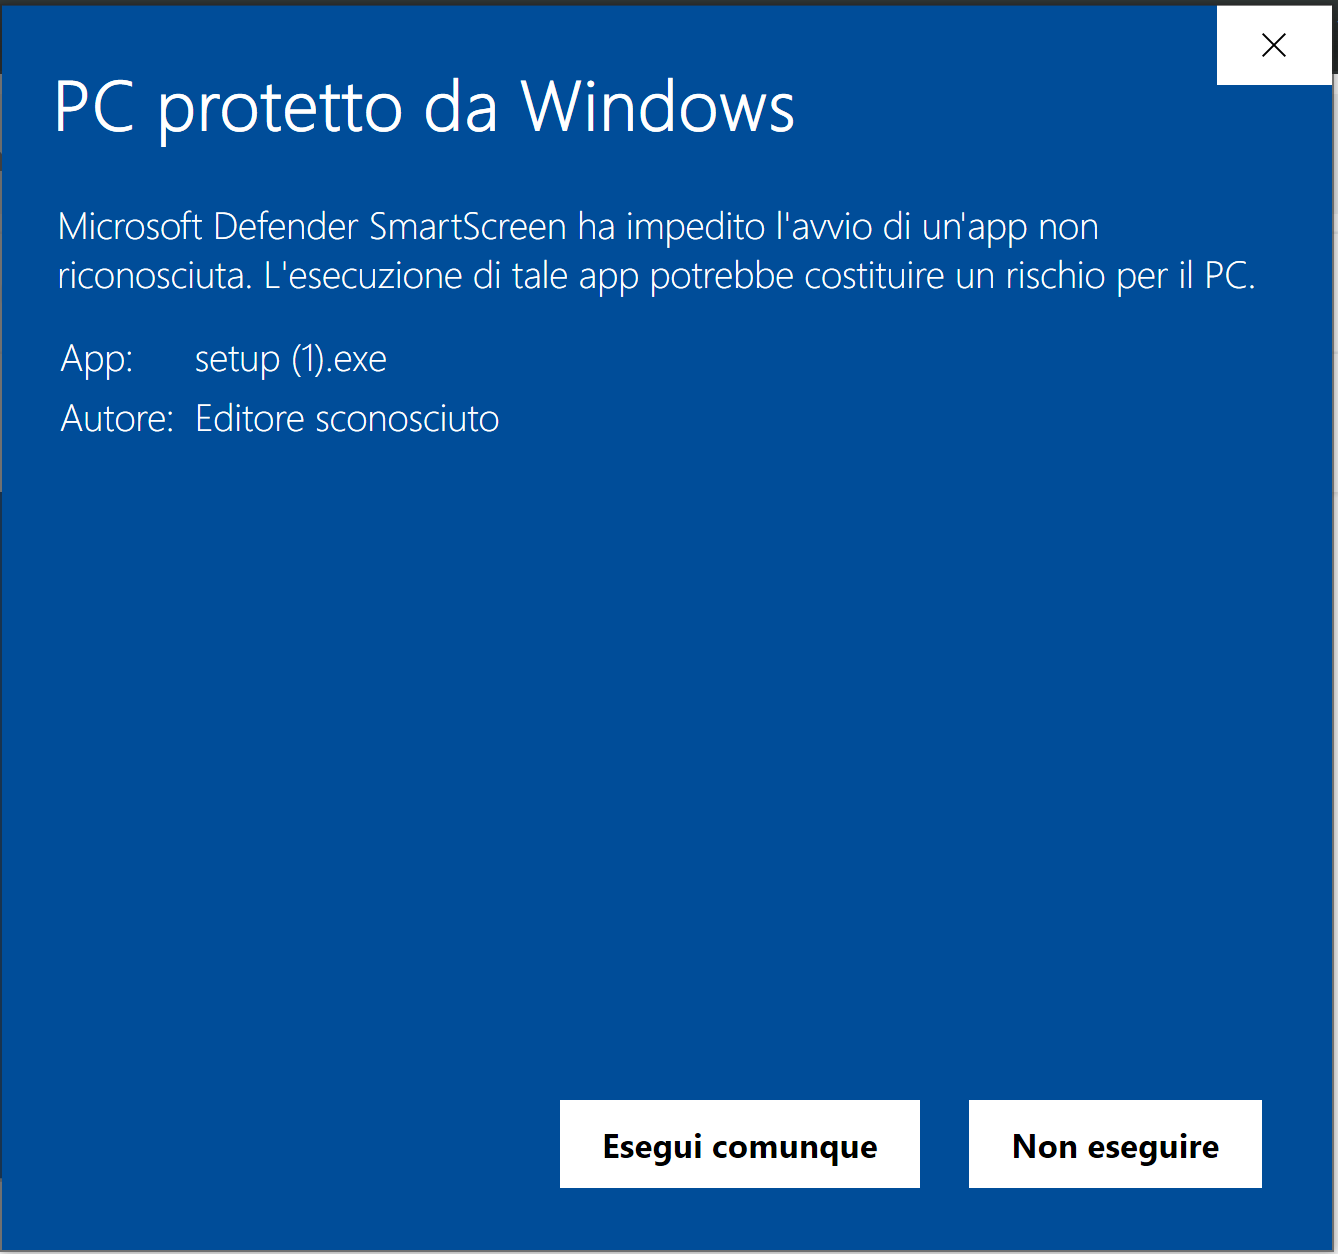 PC protetto da Windows
Microsoft Defender SmartScreen ha impedito l'avvio di un'app non
riconosciuta. L'esecuzione di tale app potrebbe costituire un rischio per il PC.
App: setup (1).exe
Autore: Editore sconosciuto
Esegui comunque Non eseguire